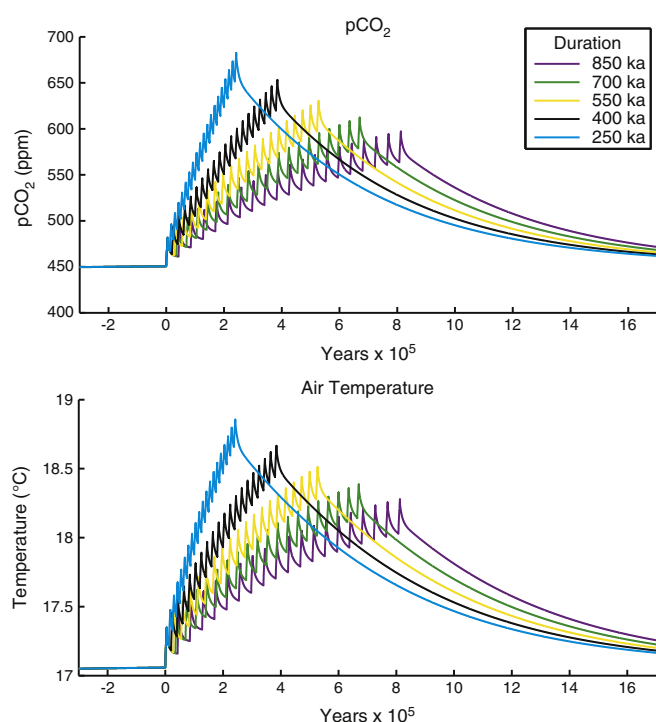 pCO2
700
650
600
550
500
450
400
pCO2 (ppm)
Duration
850 ka
700 ka
550 ka
400 ka
250 ka
-2 0 2 4 6 8 10 12 14 16
Years x 10^5
Air Temperature
19
18.5
18
17.5
17
Temperature (°C)
-2 0 2 4 6 8 10 12 14 16
Years x 10^5